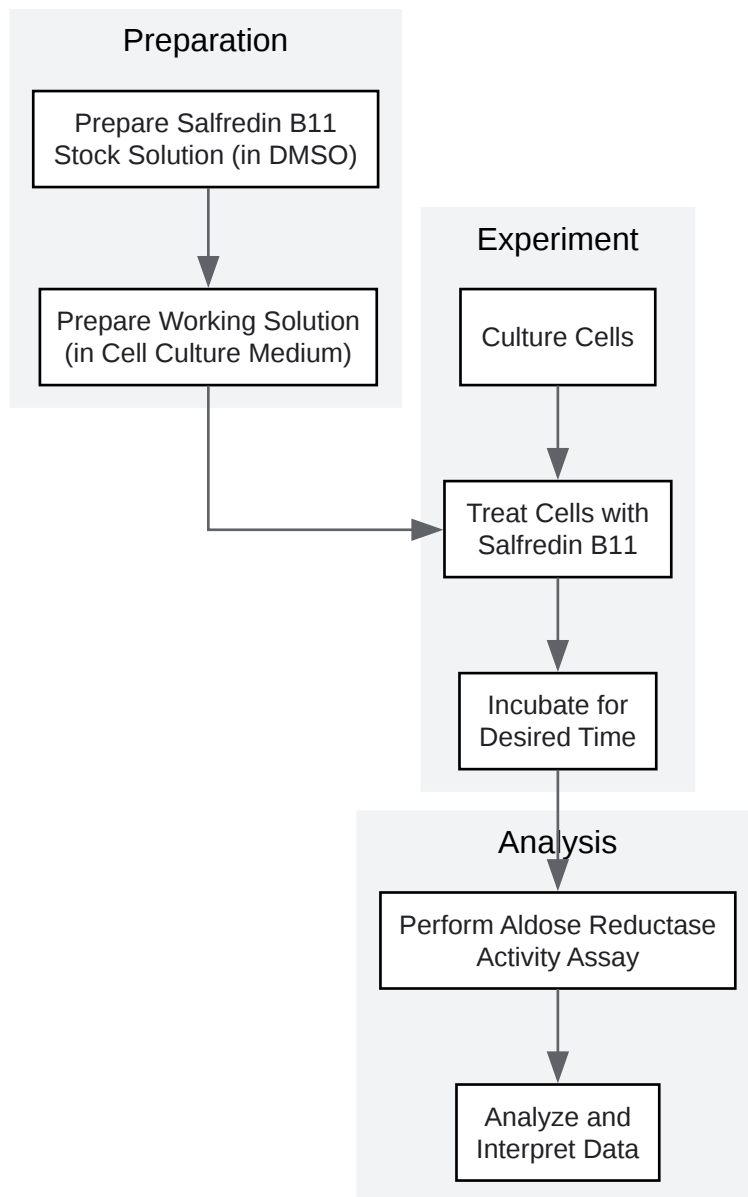 Preparation
Prepare Salfredin B11
Stock Solution (in DMSO)
Prepare Working Solution
(in Cell Culture Medium)
Experiment
Culture Cells
Treat Cells with
Salfredin B11
Incubate for
Desired Time
Analysis
Perform Aldose Reductase
Activity Assay
Analyze and
Interpret Data